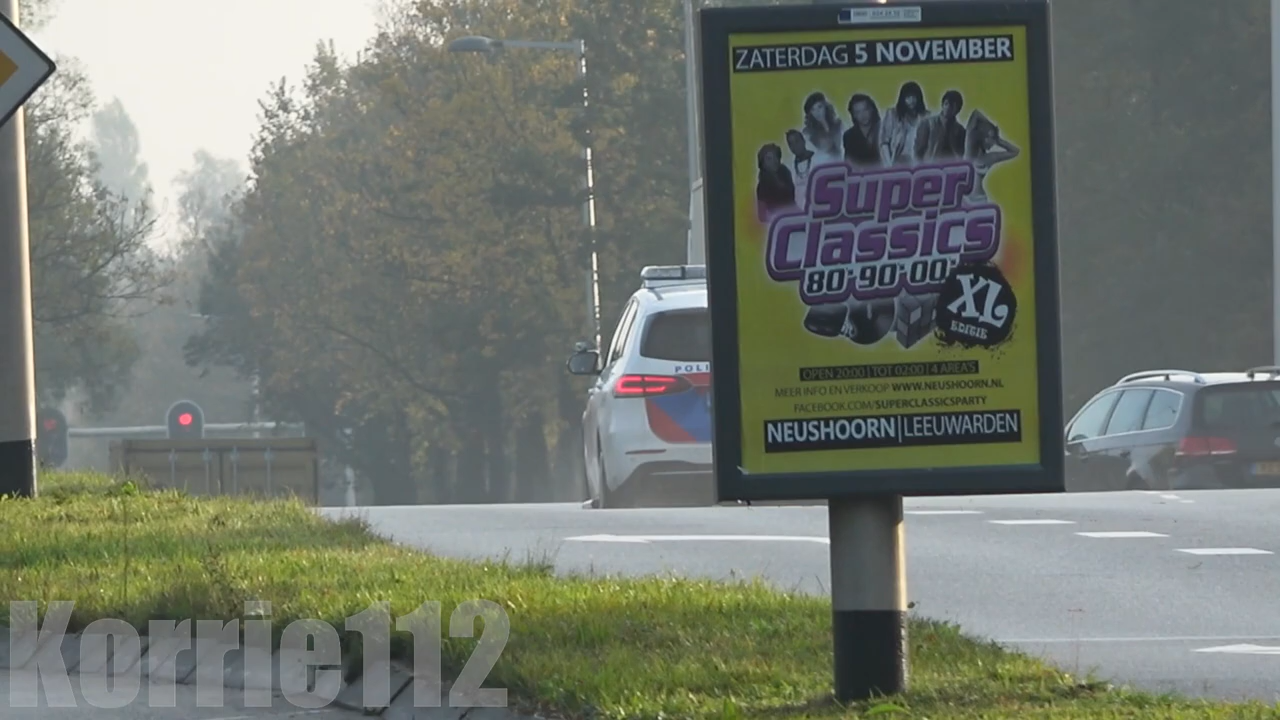 ZATERDAG 5 NOVEMBER
Super
Classics
80's 90's 00's
XL
EDITIE
OPEN 20:00 | TOT 02:00 | 4 AREA'S
MEER INFO EN VERKOOP WWW.NEUSHOORN.NL
FACEBOOK.COM/SUPERCLASSICSPARTY
NEUSHOORN|LEEUWARDEN
POLI
Korrie112